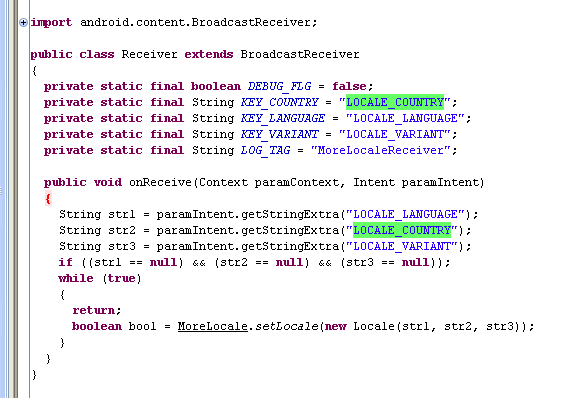 import android.content.BroadcastReceiver;
public class Receiver extends BroadcastReceiver
{
private static final boolean DEBUG_FLG = false;
private static final String KEY_COUNTRY = "LOCALE_COUNTRY";
private static final String KEY_LANGUAGE = "LOCALE_LANGUAGE";
private static final String KEY_VARIANT = "LOCALE_VARIANT";
private static final String LOG_TAG = "MoreLocaleReceiver";
public void onReceive(Context paramContext, Intent paramIntent)
{
String str1 = paramIntent.getStringExtra("LOCALE_LANGUAGE");
String str2 = paramIntent.getStringExtra("LOCALE_COUNTRY");
String str3 = paramIntent.getStringExtra("LOCALE_VARIANT");
if ((str1 == null) && (str2 == null) && (str3 == null));
while (true)
{
return;
boolean bool = MoreLocale.setLocale(new Locale(str1, str2, str3));
}
}
}